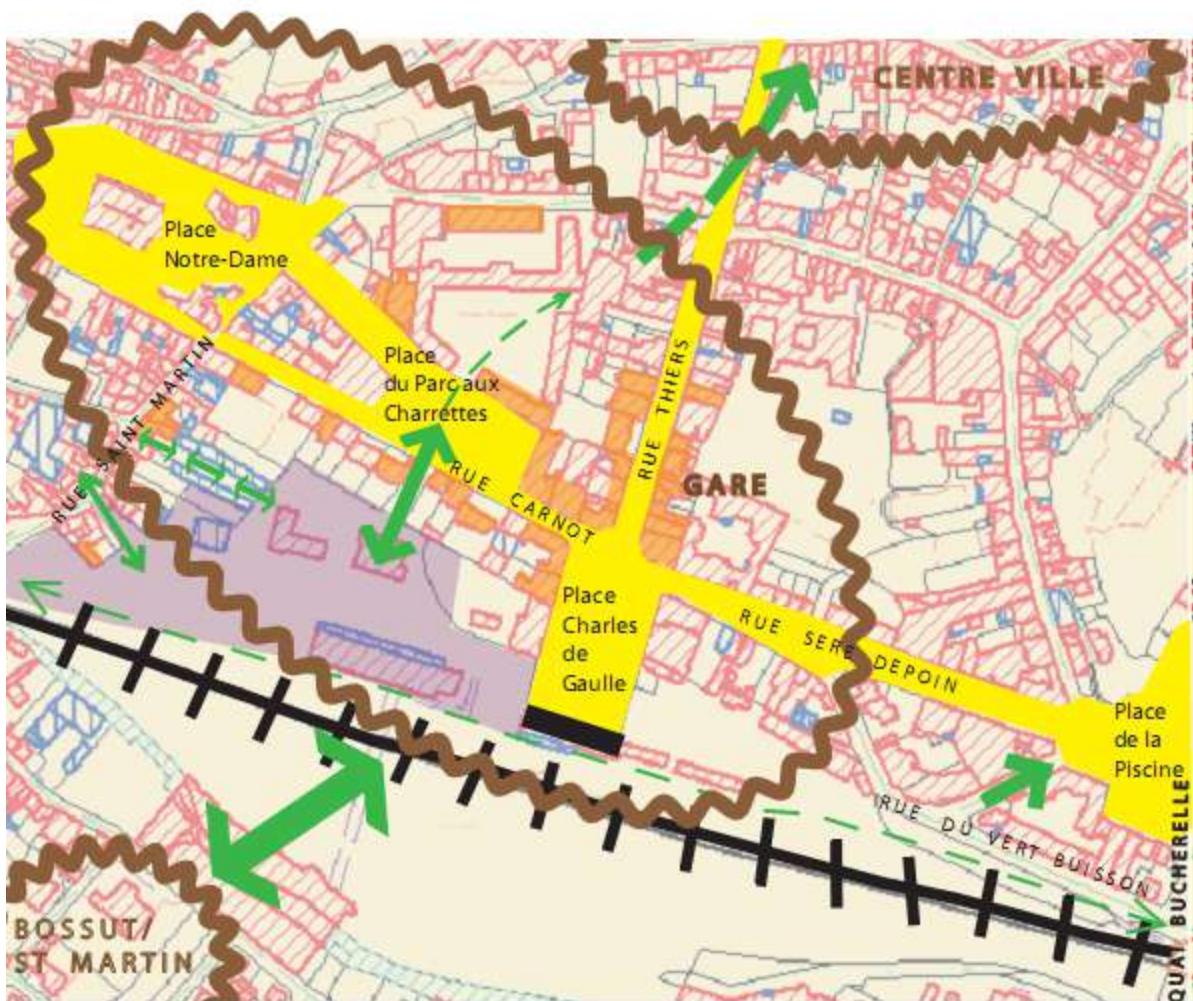 CENTRE VILLE
Place
Notre-Dame
Place
du Parc aux
Charrettes
RUE SAINT MARTIN
RUE THIERS
GARE
RUE CARNOT
Place
Charles
de
Gaulle
RUE SERE DEPOIN
Place
de la
Piscine
RUE DU VERT BUISSON
QUAI BUCHERELLE
BOSSUT/
ST MARTIN